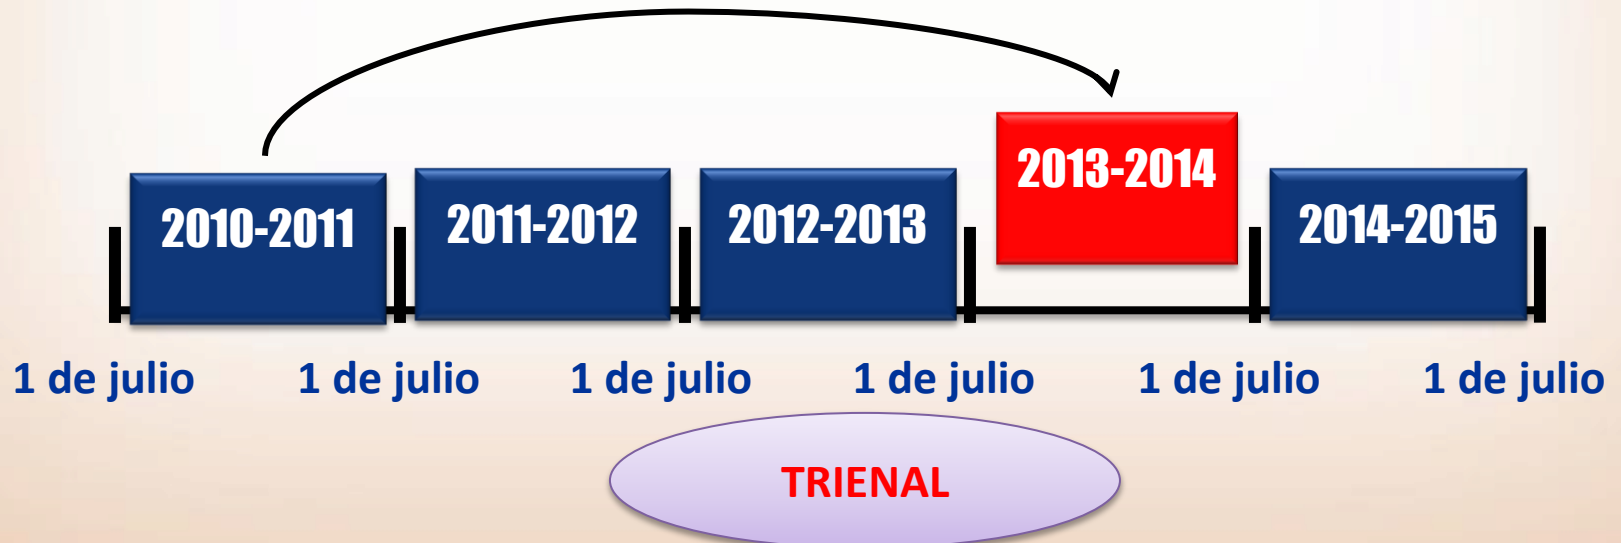 2010-2011
2011-2012
2012-2013
2013-2014
2014-2015
1 de julio
1 de julio
1 de julio
1 de julio
1 de julio
1 de julio
TRIENAL